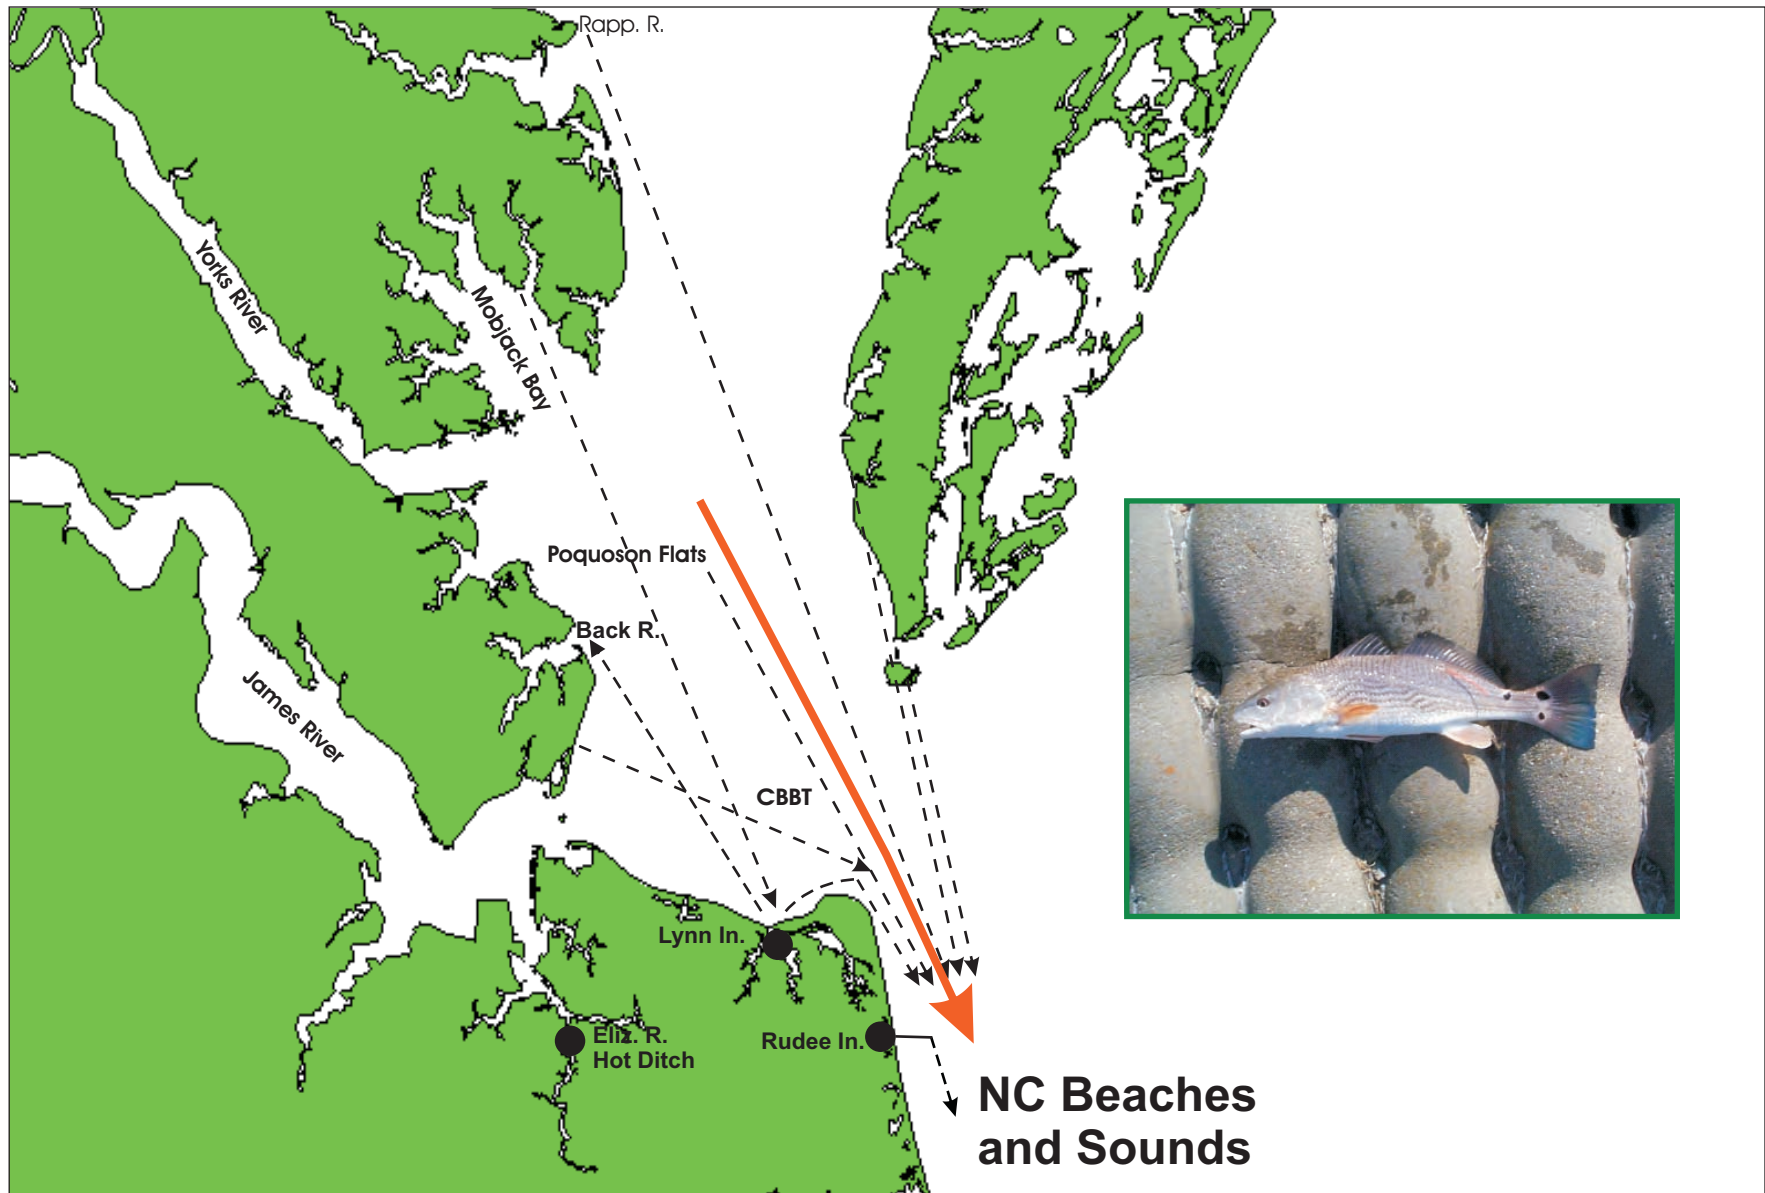 Rapp. R.
Yorks River
Mobjack Bay
Poquoson Flats
Back R.
James River
CBBT
Lynn In.
Eliz. R.
Hot Ditch
Rudee In.
NC Beaches
and Sounds